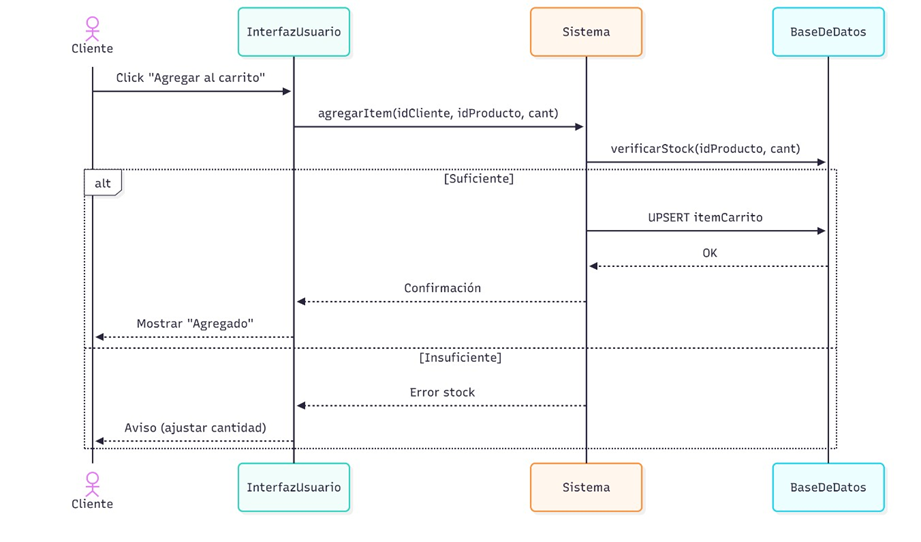 Cliente
InterfazUsuario
Sistema
BaseDeDatos
Click "Agregar al carrito"
agregarItem(idCliente, idProducto, cant)
verificarStock(idProducto, cant)
alt
[Suficiente]
UPSERT itemCarrito
OK
Confirmación
Mostrar "Agregado"
[Insuficiente]
Error stock
Aviso (ajustar cantidad)
Cliente
InterfazUsuario
Sistema
BaseDeDatos